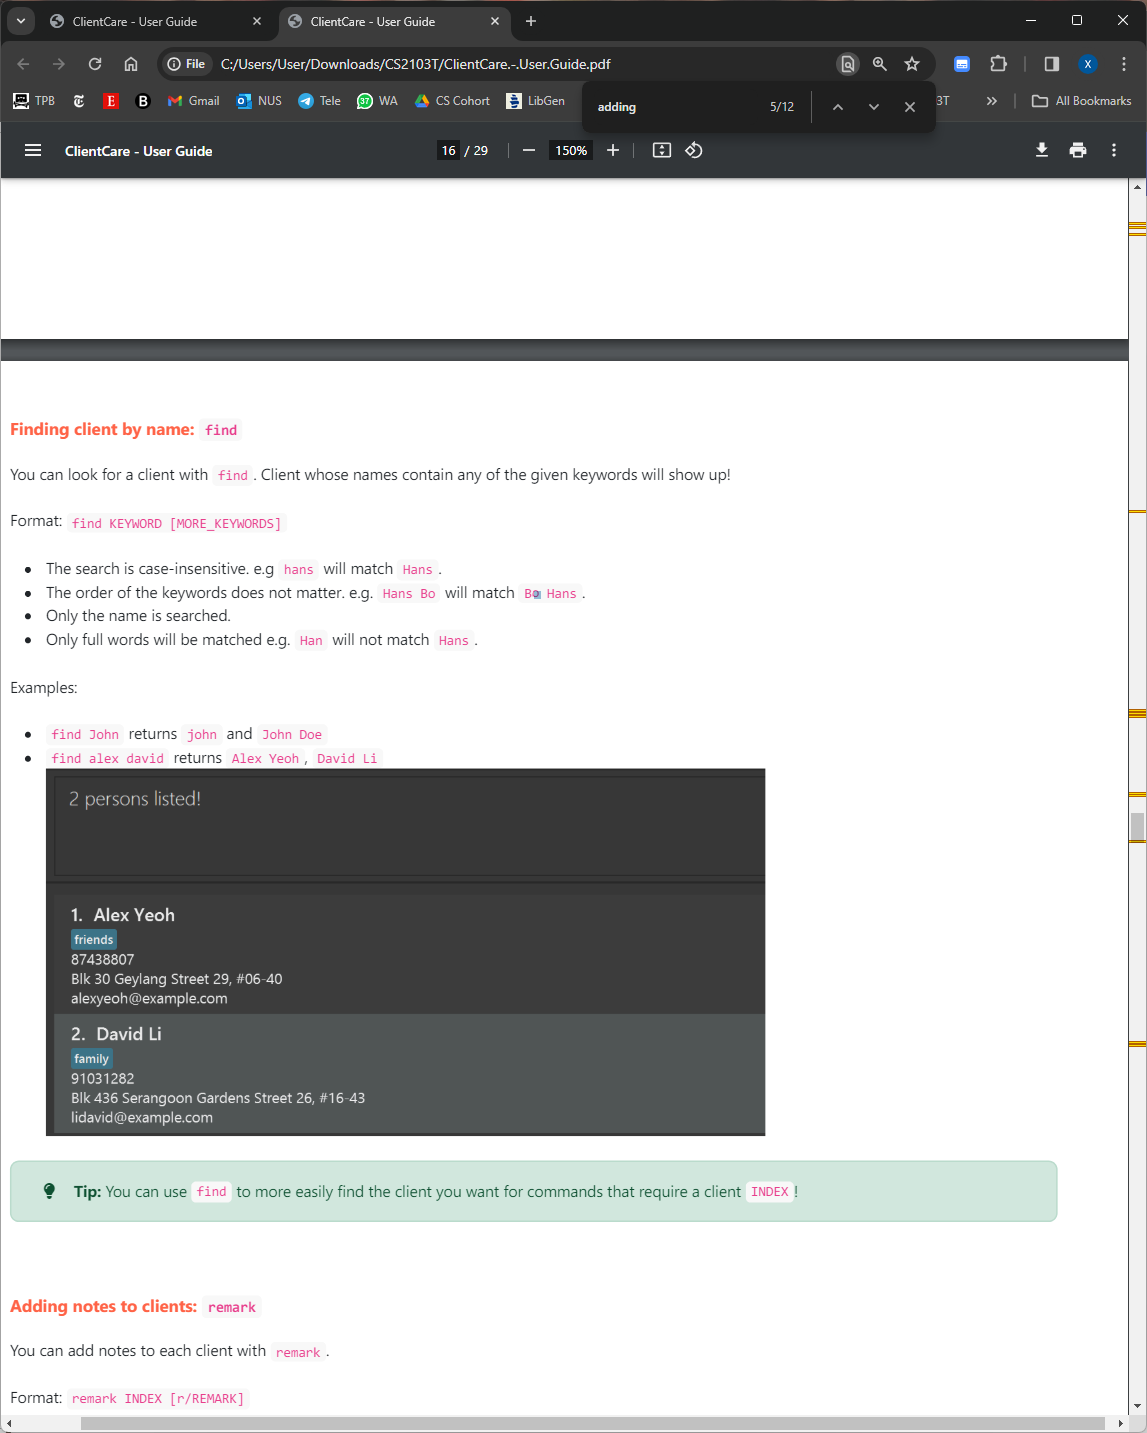 ClientCare - User Guide
ClientCare - User Guide
File C:/Users/User/Downloads/CS2103T/ClientCare.-.User.Guide.pdf
X
TPB
E
B
Gmail
NUS
Tele
37 WA
CS Cohort
LibGen
3T
All Bookmarks
adding 5/12
ClientCare - User Guide
16 / 29
150%
Finding client by name: find
You can look for a client with find . Client whose names contain any of the given keywords will show up!
Format: find KEYWORD [MORE_KEYWORDS]
• The search is case-insensitive. e.g hans will match Hans .
• The order of the keywords does not matter. e.g. Hans Bo will match Bo Hans .
• Only the name is searched.
• Only full words will be matched e.g. Han will not match Hans .
Examples:
• find John returns john and John Doe
• find alex david returns Alex Yeoh , David Li
2 persons listed!
1. Alex Yeoh
friends
87438807
Blk 30 Geylang Street 29, #06-40
alexyeoh@example.com
2. David Li
family
91031282
Blk 436 Serangoon Gardens Street 26, #16-43
lidavid@example.com
Tip: You can use find to more easily find the client you want for commands that require a client INDEX !
Adding notes to clients: remark
You can add notes to each client with remark .
Format: remark INDEX [r/REMARK]